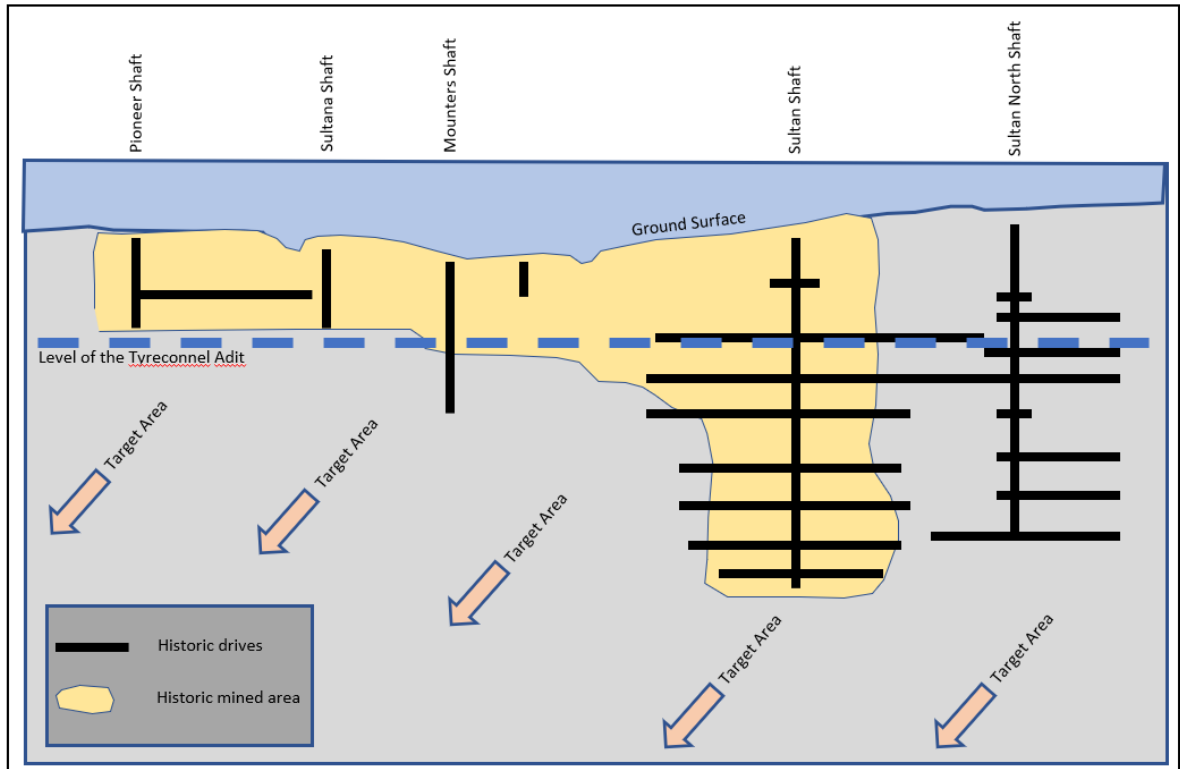 Pioneer Shaft
Sultana Shaft
Mounters Shaft
Sultan Shaft
Sultan North Shaft
Ground Surface
Level of the Tyreconnel Adit
Target Area
Target Area
Target Area
Target Area
Target Area
Historic drives
Historic mined area